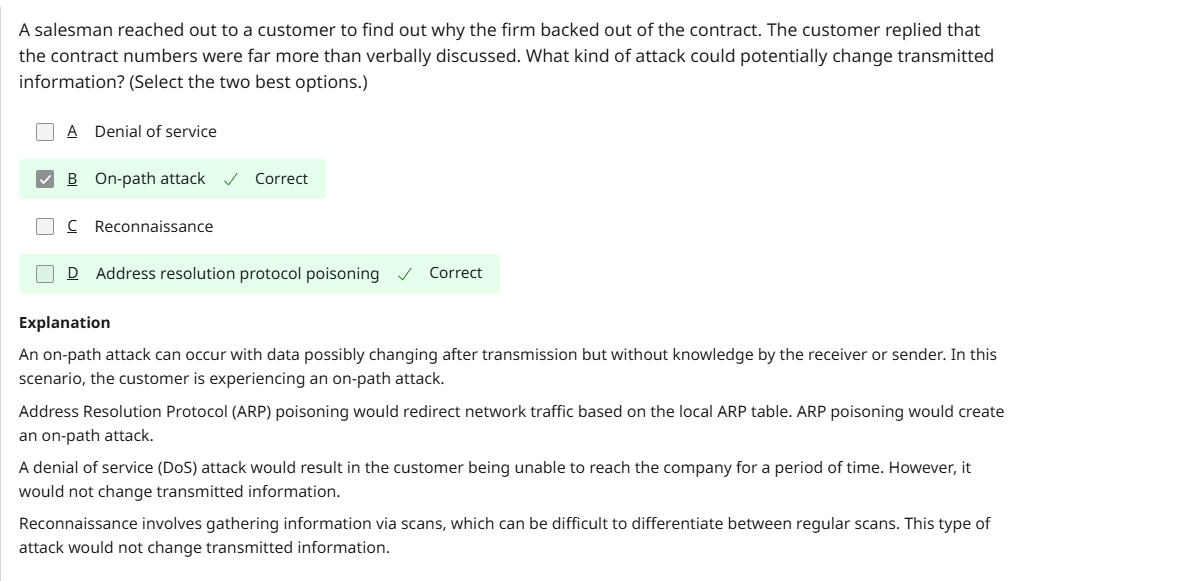 A salesman reached out to a customer to find out why the firm backed out of the contract. The customer replied that
the contract numbers were far more than verbally discussed. What kind of attack could potentially change transmitted
information? (Select the two best options.)
A Denial of service
B On-path attack ✓ Correct
C Reconnaissance
D Address resolution protocol poisoning ✓ Correct
Explanation
An on-path attack can occur with data possibly changing after transmission but without knowledge by the receiver or sender. In this
scenario, the customer is experiencing an on-path attack.
Address Resolution Protocol (ARP) poisoning would redirect network traffic based on the local ARP table. ARP poisoning would create
an on-path attack.
A denial of service (DoS) attack would result in the customer being unable to reach the company for a period of time. However, it
would not change transmitted information.
Reconnaissance involves gathering information via scans, which can be difficult to differentiate between regular scans. This type of
attack would not change transmitted information.